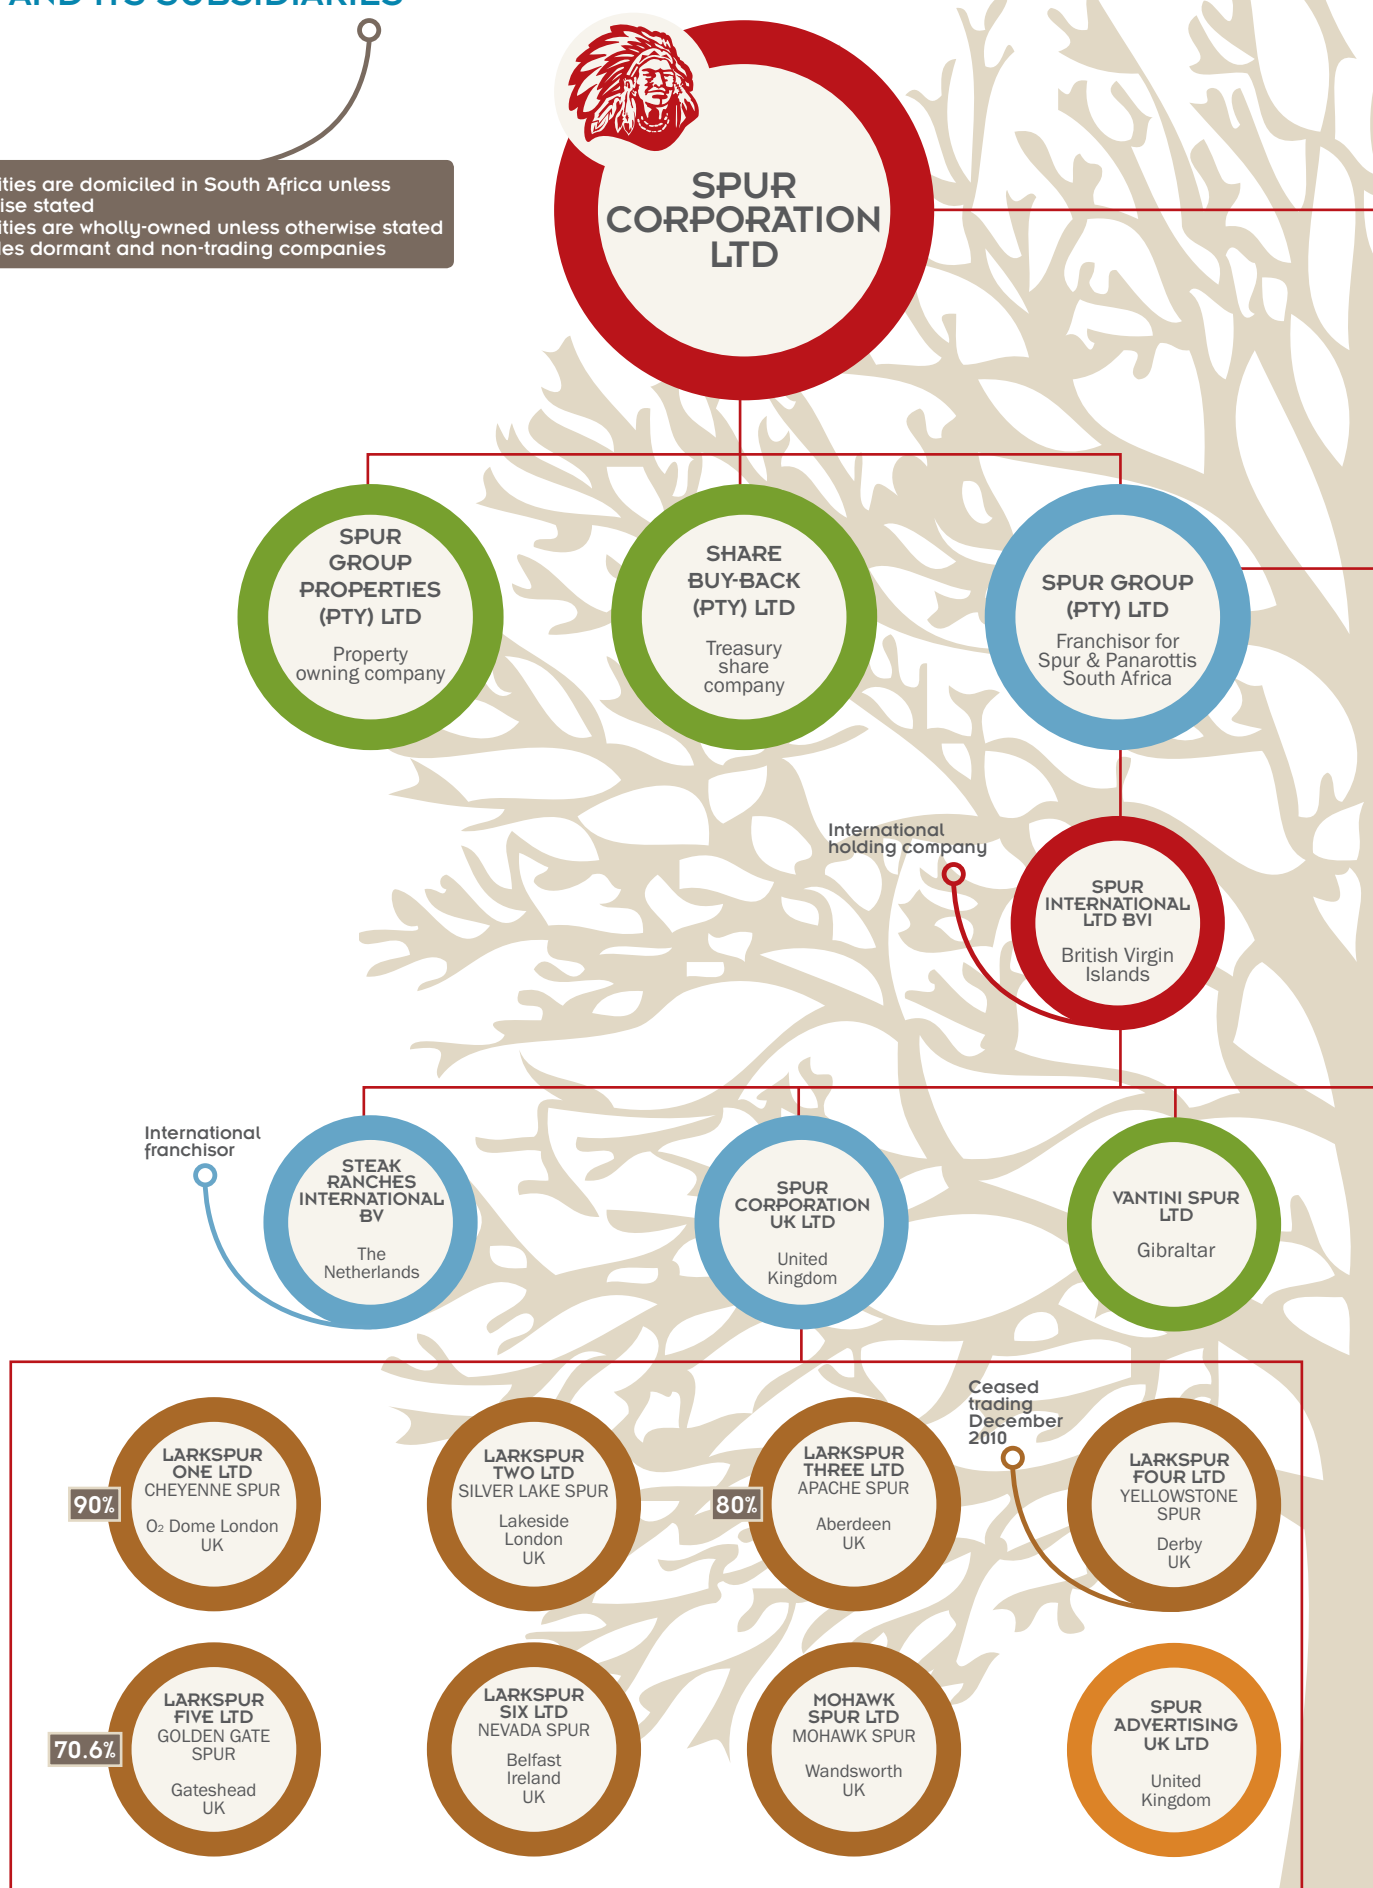 AND ITS SUBSIDIARIES
are domiciled in South Africa unless
stated
are wholly-owned unless otherwise stated
dormant and non-trading companies
SPUR
CORPORATION
LTD
SPUR
GROUP
PROPERTIES
(PTY) LTD
Property
owning company
SHARE
BUY-BACK
(PTY) LTD
Treasury
share
company
SPUR GROUP
(PTY) LTD
Franchisor for
Spur & Panarottis
South Africa
International
holding company
SPUR
INTERNATIONAL
LTD BVI
British Virgin
Islands
International
franchisor
STEAK
RANCHES
INTERNATIONAL
BV
The
Netherlands
SPUR
CORPORATION
UK LTD
United
Kingdom
VANTINI SPUR
LTD
Gibraltar
90%
LARKSPUR
ONE LTD
CHEYENNE SPUR
O₂ Dome London
UK
LARKSPUR
TWO LTD
SILVER LAKE SPUR
Lakeside
London
UK
80%
LARKSPUR
THREE LTD
APACHE SPUR
Aberdeen
UK
Ceased
trading
December
2010
LARKSPUR
FOUR LTD
YELLOWSTONE
SPUR
Derby
UK
70.6%
LARKSPUR
FIVE LTD
GOLDEN GATE
SPUR
Gateshead
UK
LARKSPUR
SIX LTD
NEVADA SPUR
Belfast
Ireland
UK
MOHAWK
SPUR LTD
MOHAWK SPUR
Wandsworth
UK
SPUR
ADVERTISING
UK LTD
United
Kingdom